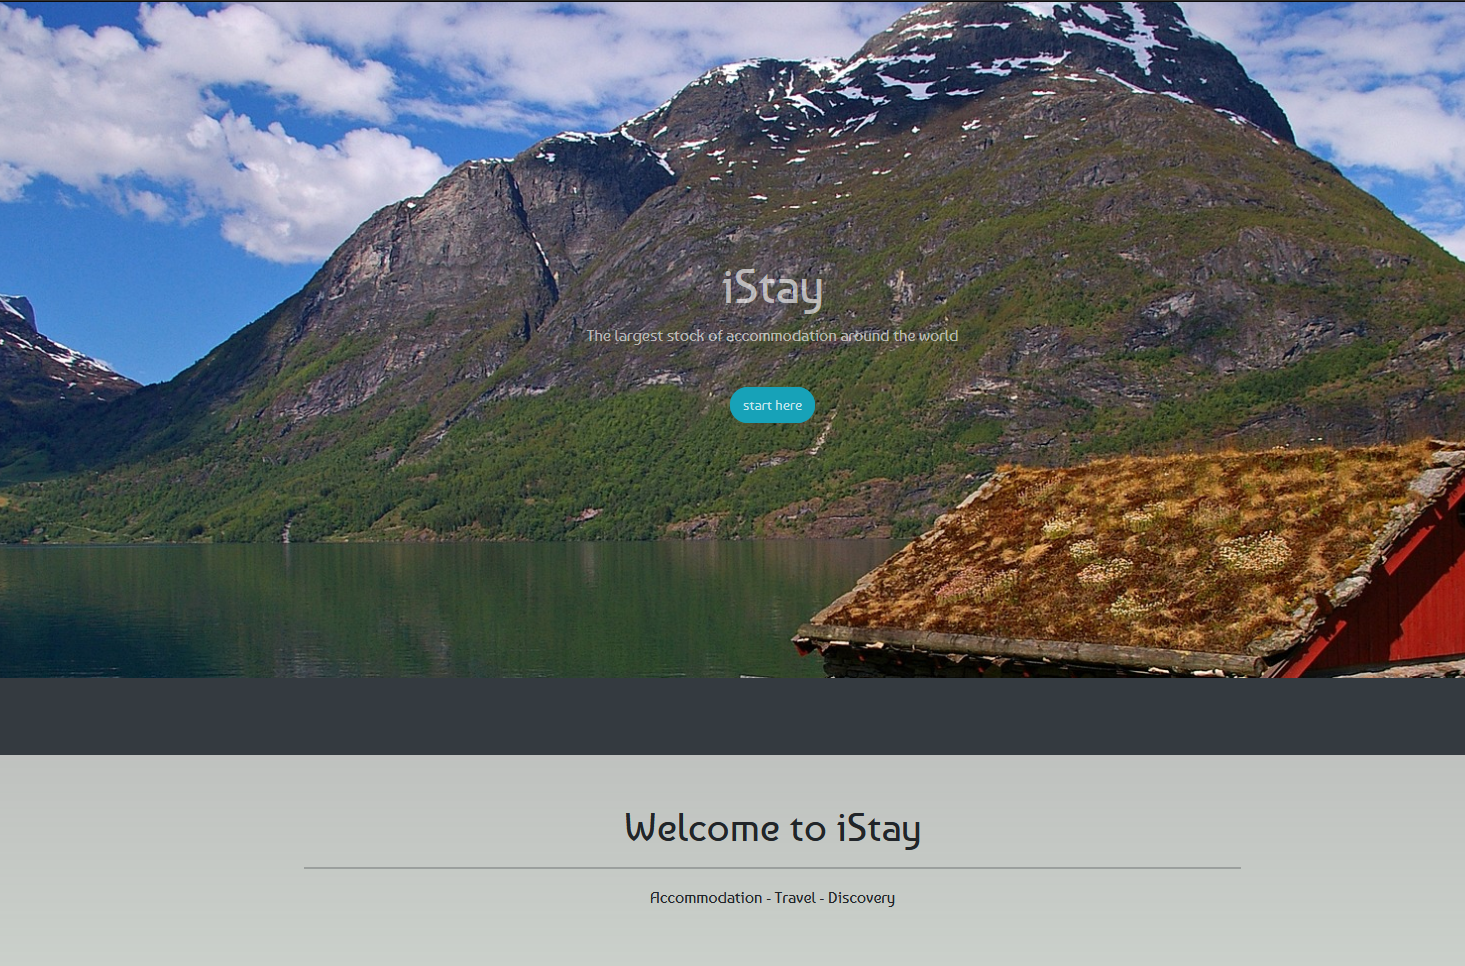 iStay
The largest stock of accommodation around the world
start here
Welcome to iStay
Accommodation - Travel - Discovery